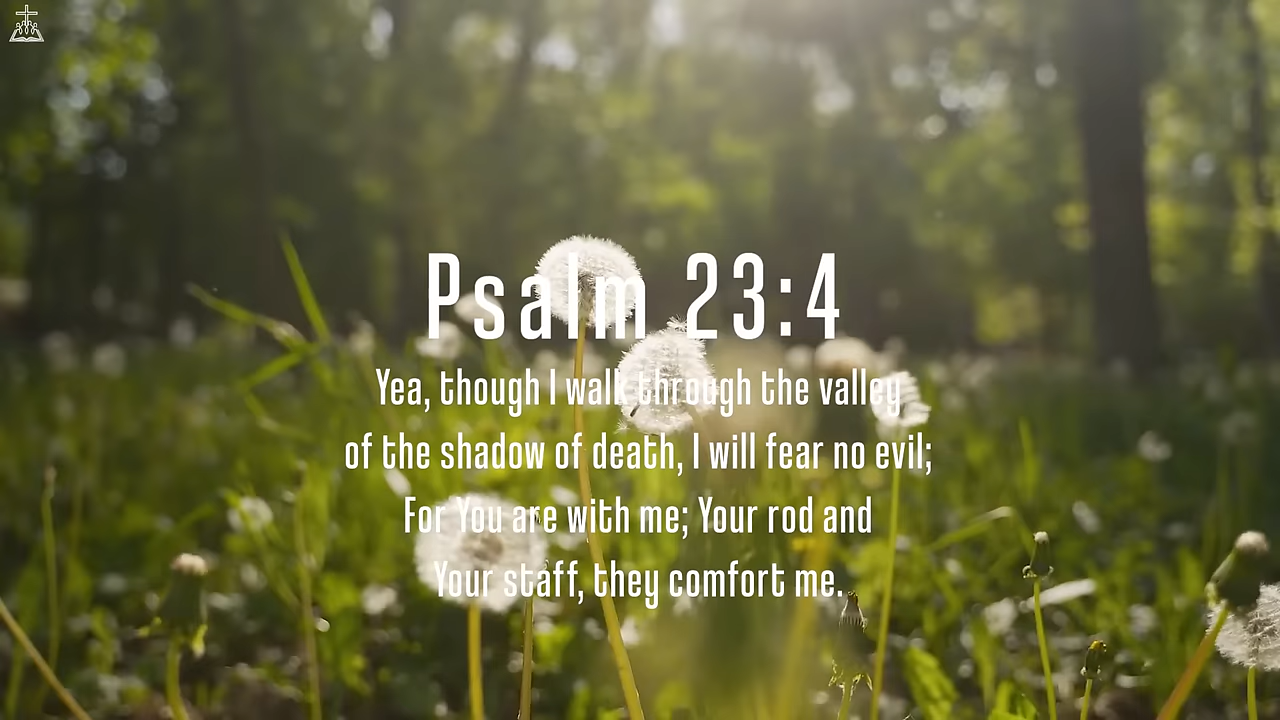 Psalm 23:4
Yea, though I walk through the valley
of the shadow of death, I will fear no evil;
For You are with me; Your rod and
Your staff, they comfort me.